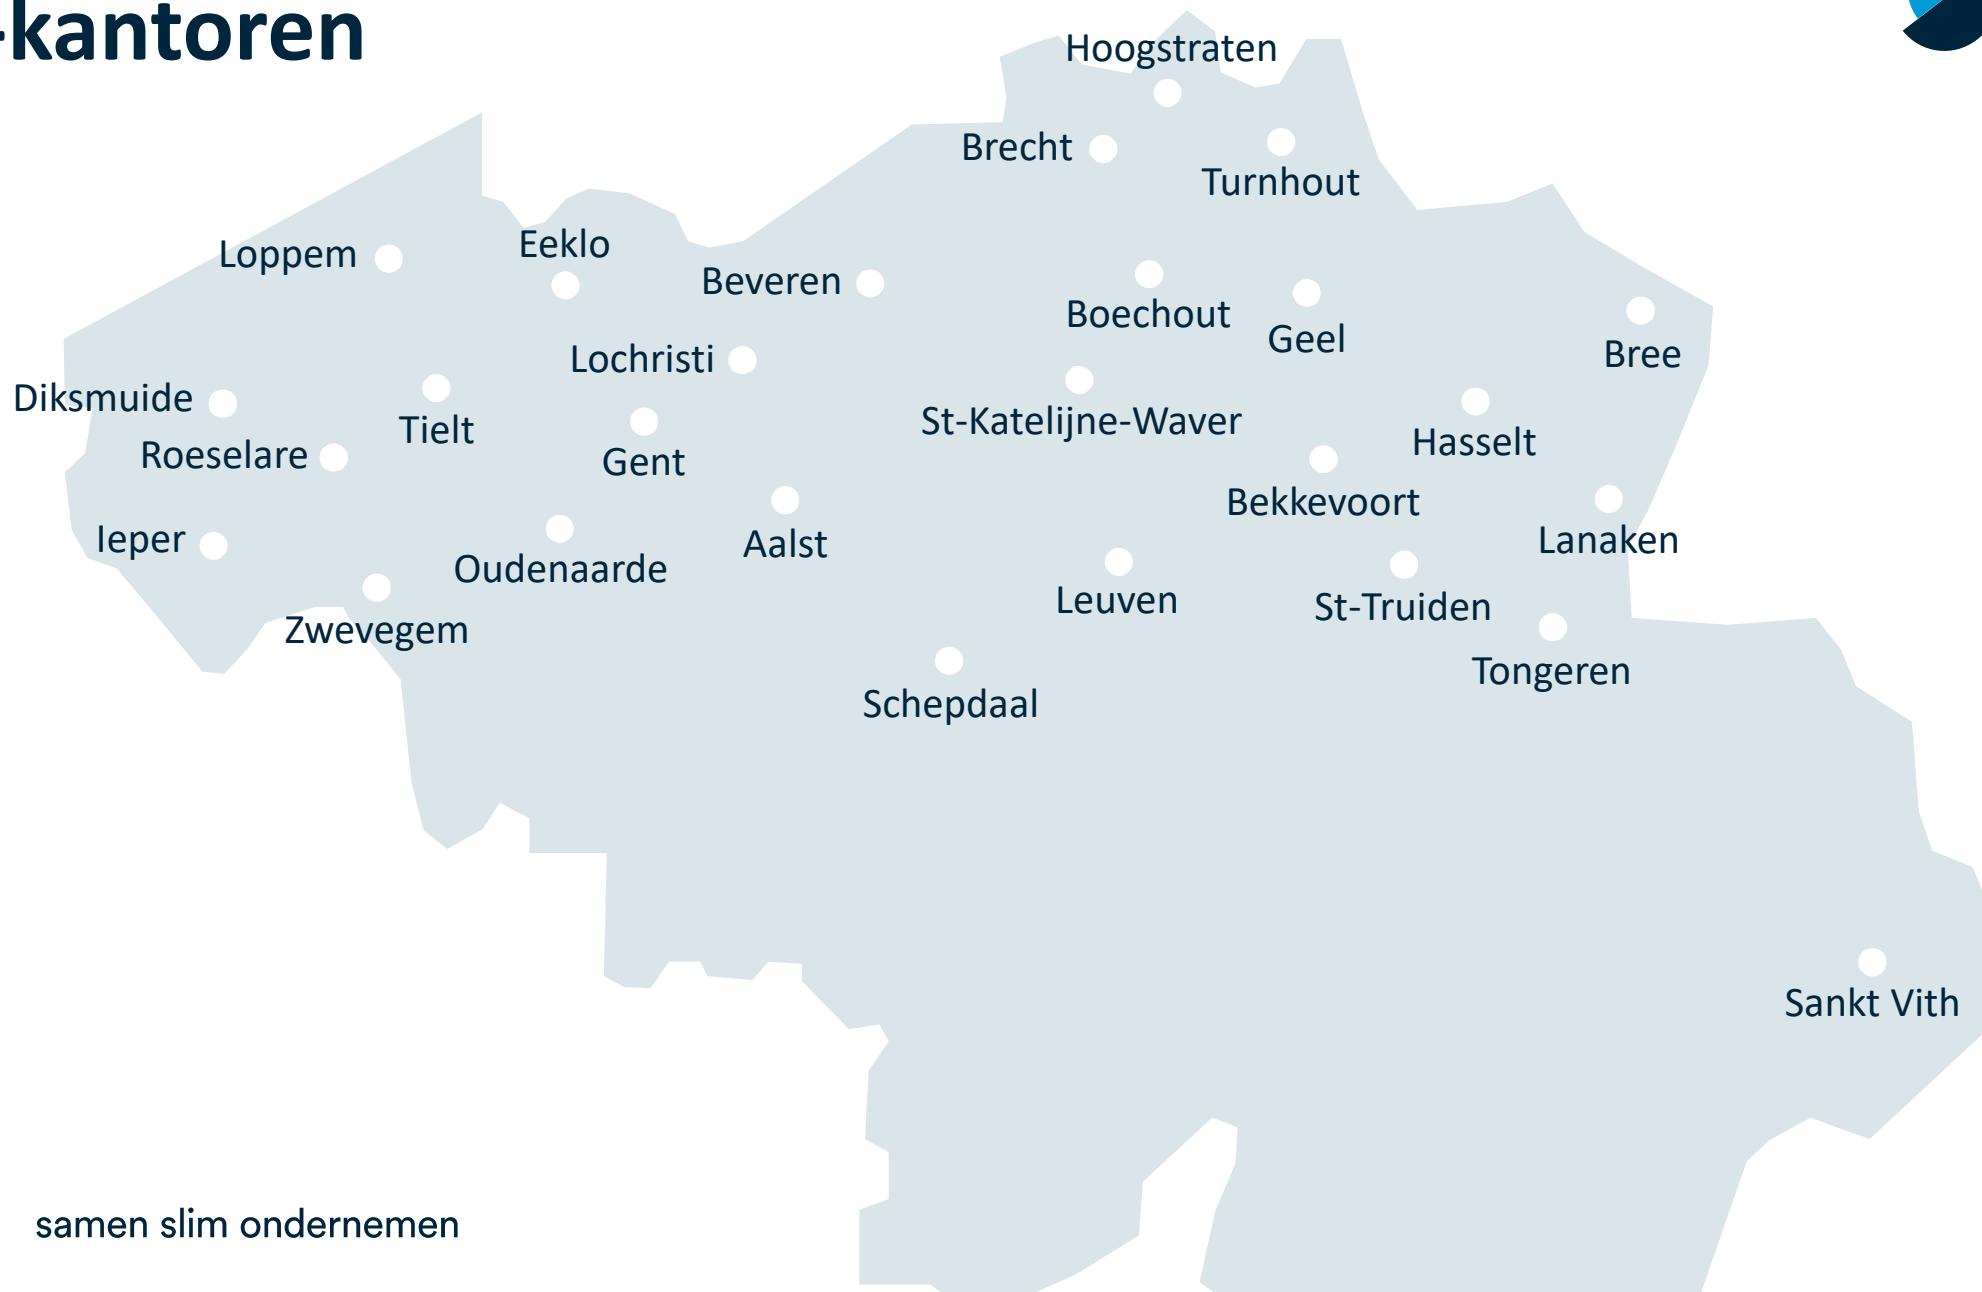 -kantoren
Hoogstraten
Brecht
Turnhout
Loppem
Eeklo
Beveren
Boechout
Geel
Bree
Lochristi
Diksmuide
Tielt
St-Katelijne-Waver
Hasselt
Roeselare
Gent
Bekkevoort
Ieper
Aalst
Lanaken
Oudenaarde
Leuven
St-Truiden
Zwevegem
Tongeren
Schepdaal
Sankt Vith
samen slim ondernemen